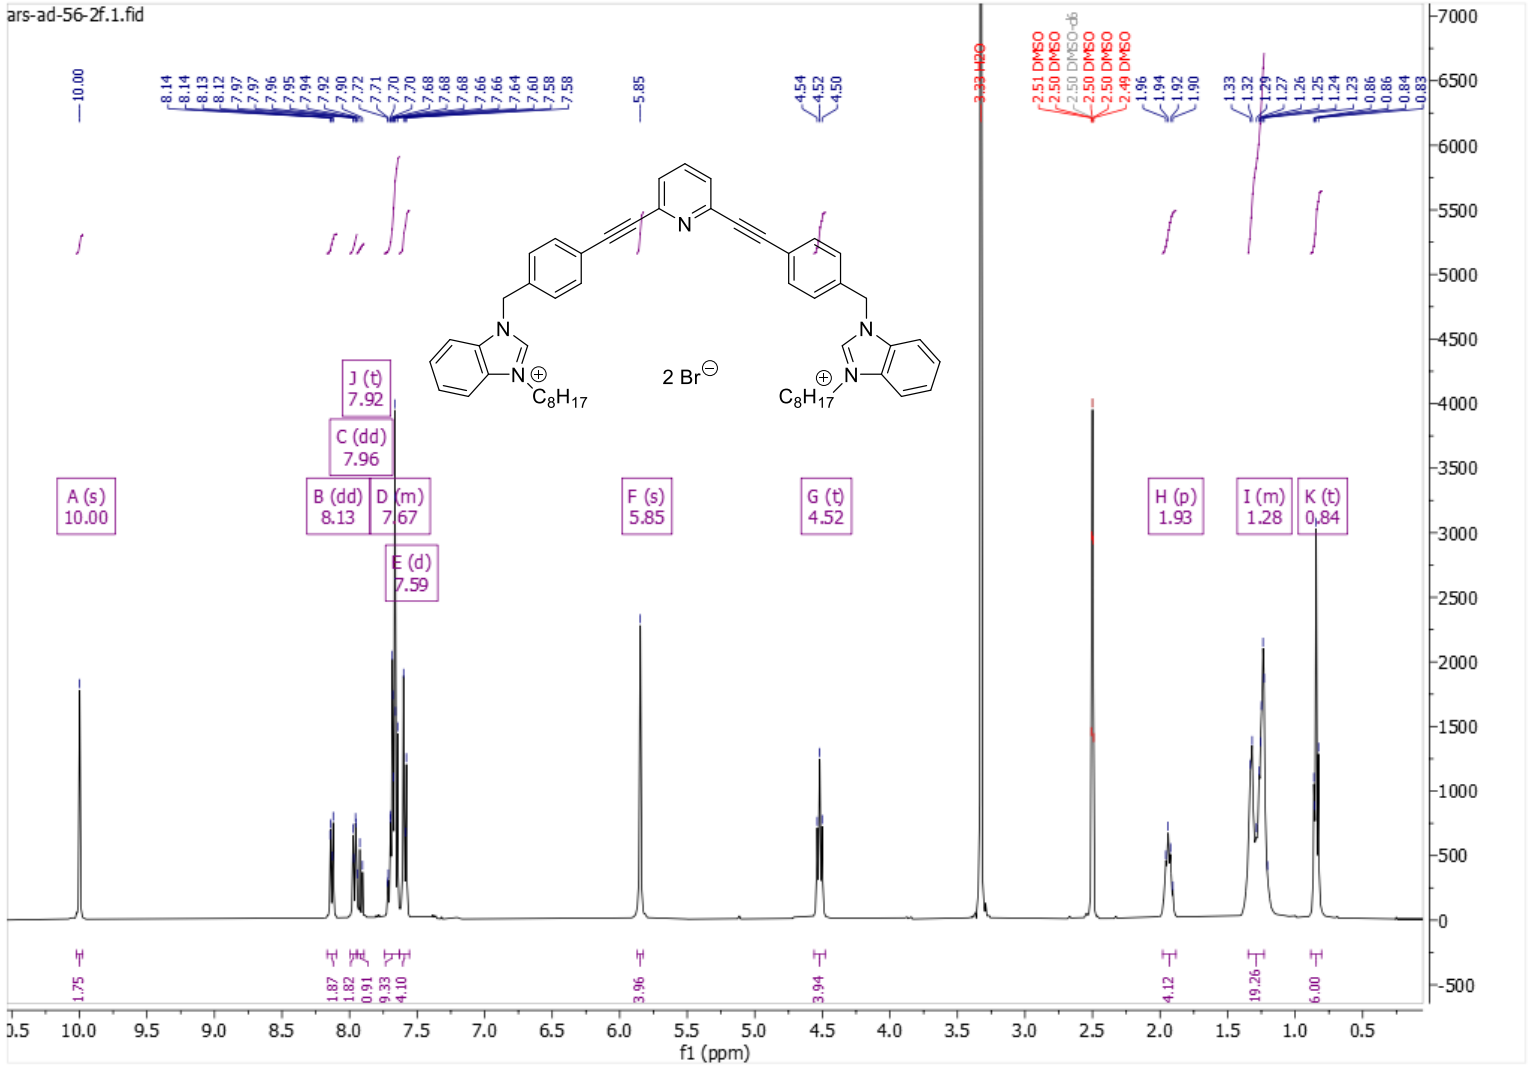 ars-ad-56-2f.1.fid
10.00
8.14
8.14
8.13
8.12
7.97
7.97
7.96
7.95
7.94
7.92
7.90
7.72
7.71
7.70
7.70
7.68
7.68
7.68
7.66
7.66
7.64
7.60
7.58
7.58
5.85
4.54
4.52
4.50
3.33 H2O
2.51 DMSO
2.50 DMSO
2.50 DMSO-d6
2.50 DMSO
2.50 DMSO
2.49 DMSO
1.96
1.94
1.92
1.90
1.33
1.32
1.29
1.27
1.26
1.25
1.24
1.23
0.86
0.86
0.84
0.83
7000
6500
6000
5500
5000
4500
4000
3500
3000
2500
2000
1500
1000
500
0
-500
N
N
N
N
⊕
N
⊕
C8H17
2 Br⊖
C8H17
N
J (t)
7.92
C (dd)
7.96
A (s)
10.00
B (dd)
8.13
D (m)
7.67
E (d)
7.59
F (s)
5.85
G (t)
4.52
H (p)
1.93
I (m)
1.28
K (t)
0.84
1.75
1.87
1.82
0.91
9.33
4.10
3.96
3.94
4.12
19.26
6.00
0.5 10.0 9.5 9.0 8.5 8.0 7.5 7.0 6.5 6.0 5.5 5.0 4.5 4.0 3.5 3.0 2.5 2.0 1.5 1.0 0.5
f1 (ppm)